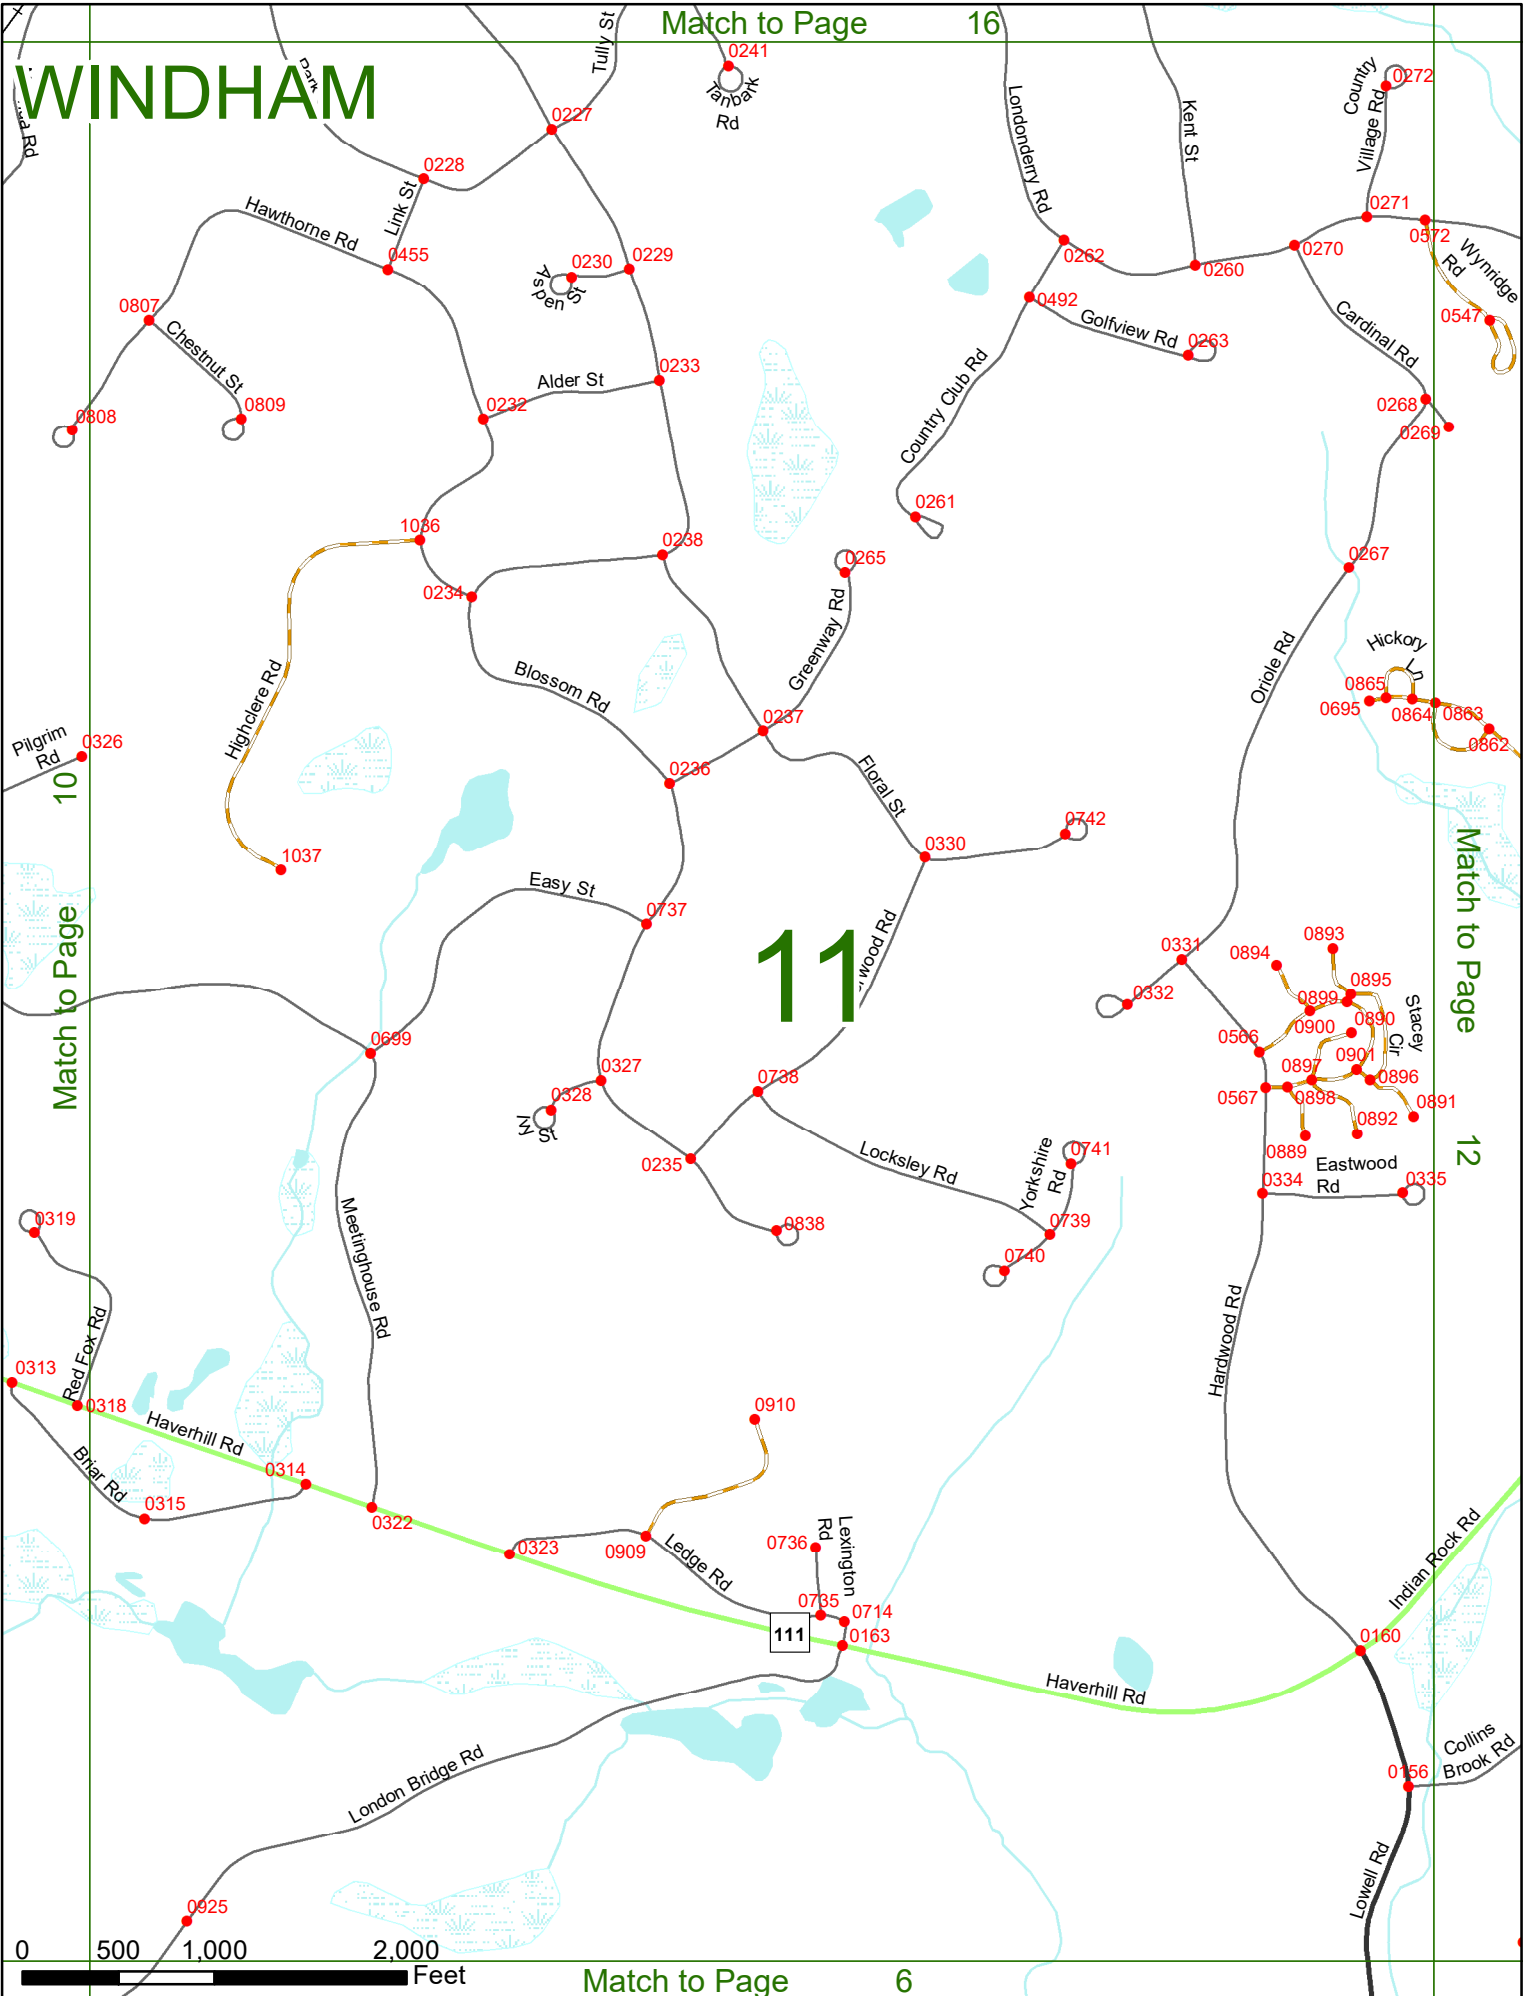 Match to Page 16
WINDHAM
Tully St
0241
Tanbark
Rd
Country
Village Rd
0272
0227
Londonderry Rd
Kent St
0228
Link St
Hawthorne Rd
0455
0271
0572
0270
0262
0260
Wynridge
Rd
0230
0229
Aspen
St
0492
Golfview Rd
0263
0547
0807
Chestnut St
Cardinal Rd
Country Club Rd
0233
Alder St
0232
0268
0269
0808
0809
0261
1036
0238
0265
0267
0234
Greenway Rd
Oriole Rd
Hickory
Ln
Highclere Rd
Blossom Rd
0865
0695
0864
0863
0862
0237
Pilgrim
Rd
0326
0236
Floral St
10
Match to Page
0742
0330
1037
Match to Page
12
Easy St
0737
11
wood Rd
0893
0894
0331
0895
0332
0899
0900
0890
Stacey
Cir
0566
0699
0901
0897
0896
0327
0738
0567
0898
0891
0328
Ivy St
0892
0889
0235
Locksley Rd
Yorkshire
Rd
0741
Eastwood
Rd
0334
0335
0319
Meetinghouse Rd
0838
0739
0740
Hardwood Rd
Red Fox Rd
0313
0318
Haverhill Rd
0910
Briar Rd
0314
0315
0322
0323
0909
Ledge Rd
0736
Lexington
Rd
Indian Rock Rd
0735
0714
111
0163
0160
Haverhill Rd
Collins
Brook Rd
London Bridge Rd
0156
Lowell Rd
0925
0 500 1,000 2,000
Feet
Match to Page 6